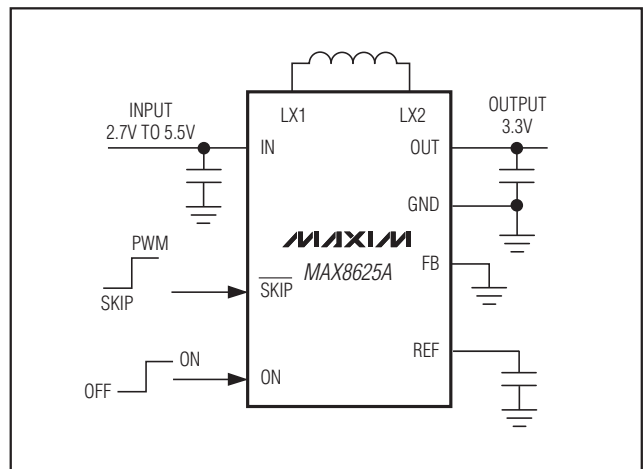 LX1 LX2
INPUT
2.7V TO 5.5V
OUTPUT
3.3V
IN OUT
GND
MAXIM
MAX8625A
FB
PWM
SKIP
SKIP
REF
ON
OFF
ON